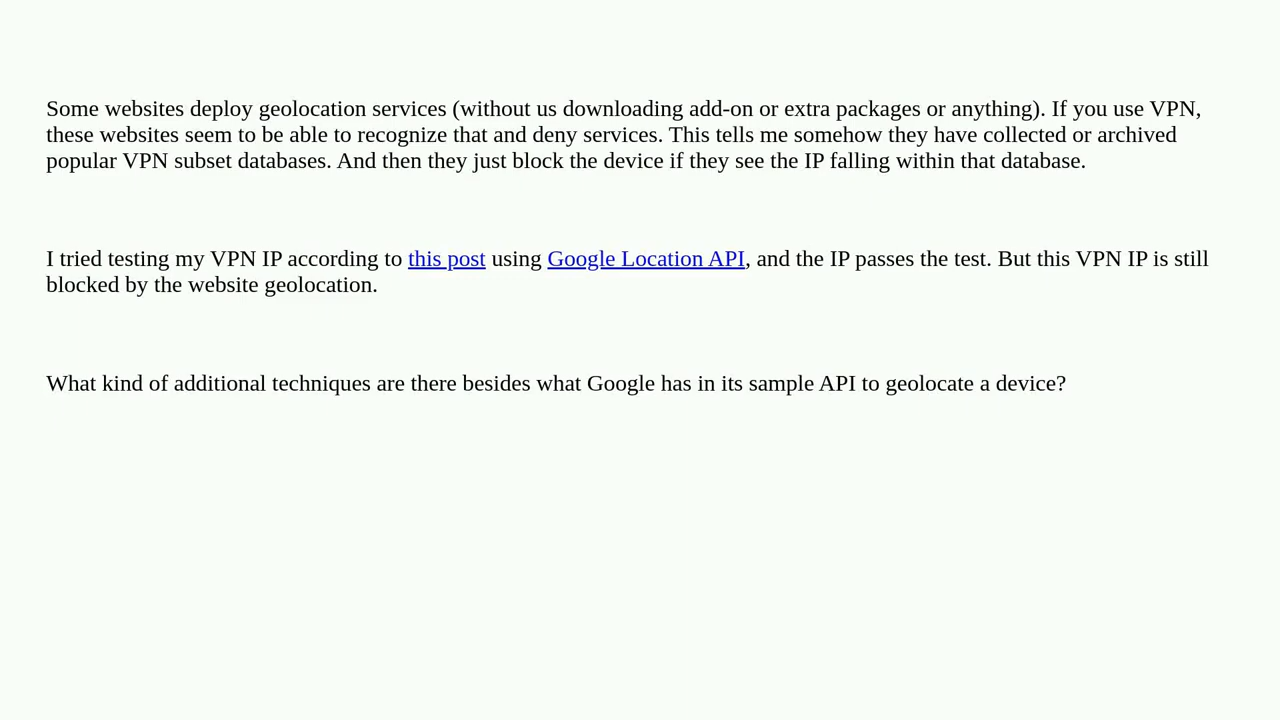 Some websites deploy geolocation services (without us downloading add-on or extra packages or anything). If you use VPN,
these websites seem to be able to recognize that and deny services. This tells me somehow they have collected or archived
popular VPN subset databases. And then they just block the device if they see the IP falling within that database.
I tried testing my VPN IP according to this post using Google Location API, and the IP passes the test. But this VPN IP is still
blocked by the website geolocation.
What kind of additional techniques are there besides what Google has in its sample API to geolocate a device?